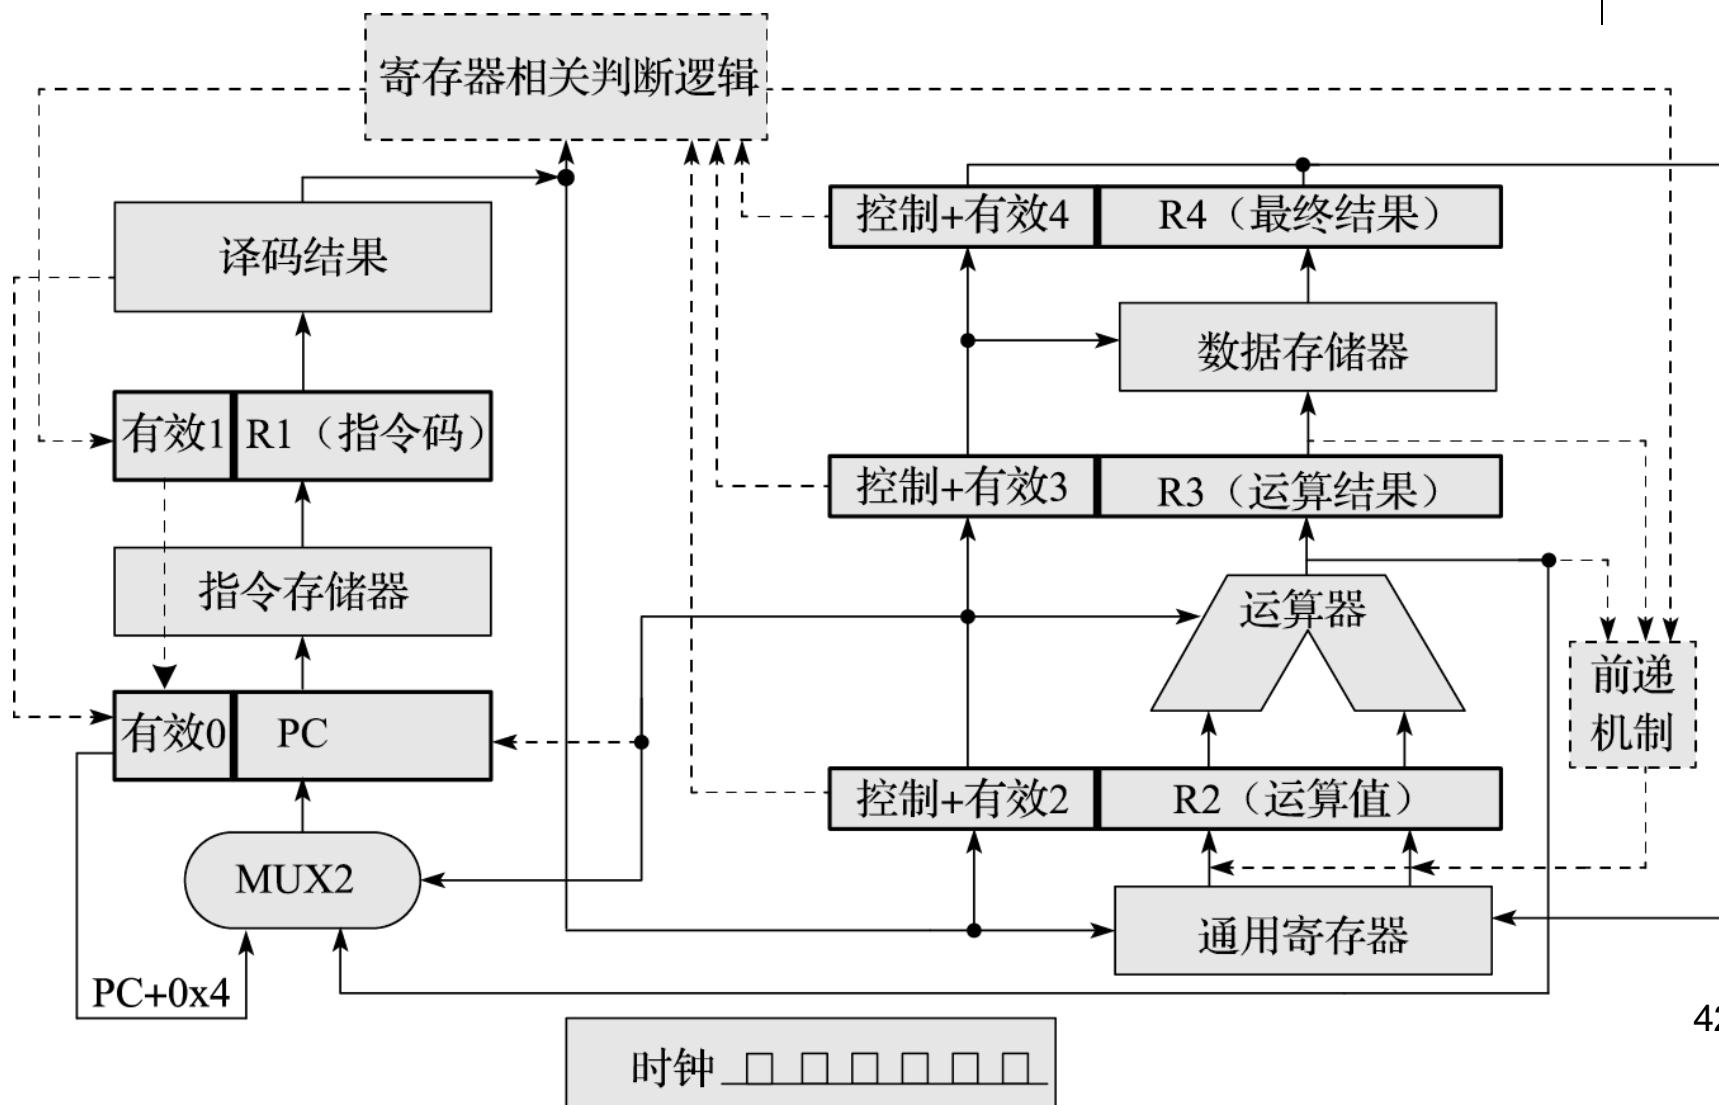 寄存器相关判断逻辑
译码结果
控制+有效4
R4（最终结果）
数据存储器
有效1
R1（指令码）
控制+有效3
R3（运算结果）
指令存储器
运算器
前递
机制
有效0
PC
控制+有效2
R2（运算值）
MUX2
通用寄存器
PC+0x4
时钟